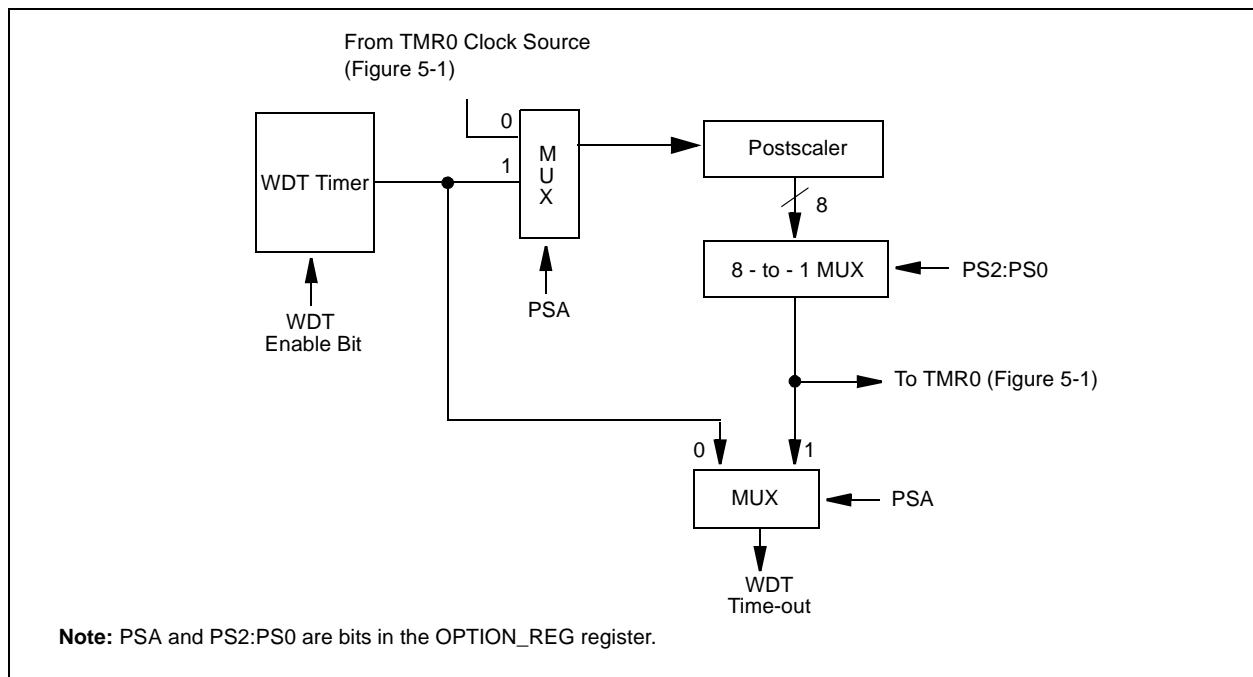 From TMR0 Clock Source
(Figure 5-1)
0
1
M
U
X
WDT Timer
Postscaler
8
8 - to - 1 MUX
PS2:PS0
PSA
WDT
Enable Bit
To TMR0 (Figure 5-1)
0
1
MUX
PSA
WDT
Time-out
Note: PSA and PS2:PS0 are bits in the OPTION_REG register.